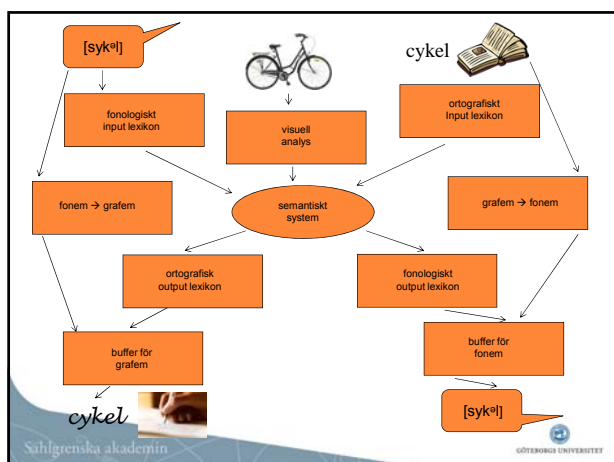 [sykᵊl]
cykel
fonologiskt
input lexikon
visuell
analys
ortografiskt
Input lexikon
fonem → grafem
semantiskt
system
grafem → fonem
ortografisk
output lexikon
fonologiskt
output lexikon
buffer för
grafem
buffer för
fonem
cykel
[sykᵊl]
Sahlgrenska akademin
GÖTEBORGS UNIVERSITET